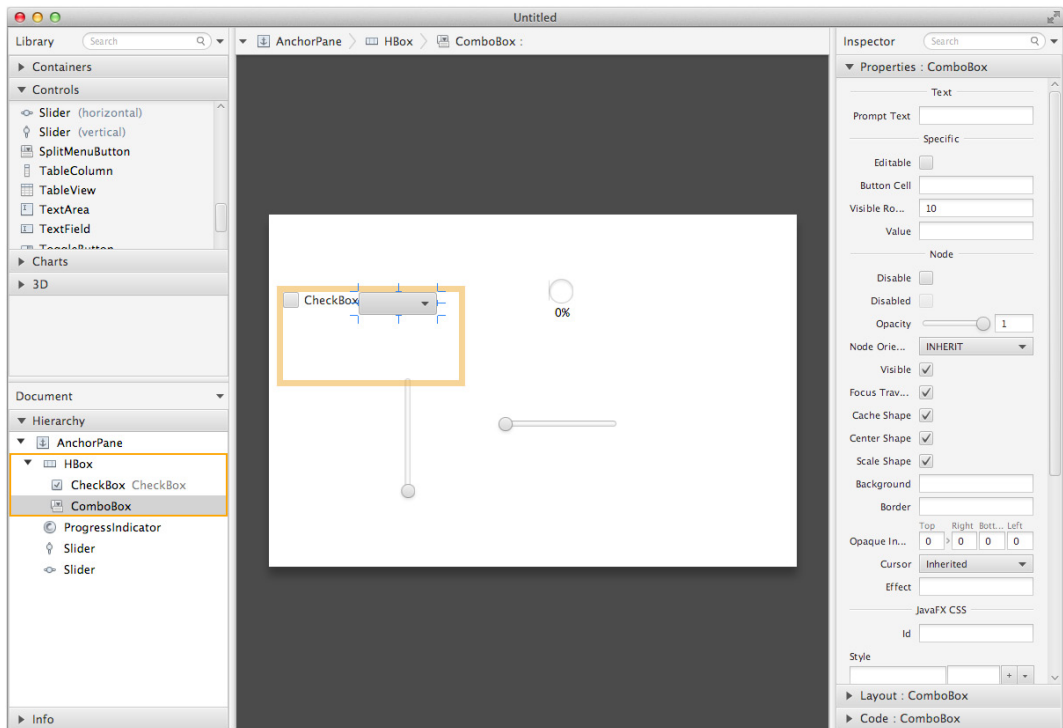 Untitled
Library
Search
Containers
Controls
Slider (horizontal)
Slider (vertical)
SplitMenuButton
TableColumn
TableView
TextArea
TextField
ToggleButton
Charts
3D
Document
Hierarchy
AnchorPane
HBox
CheckBox CheckBox
ComboBox
ProgressIndicator
Slider
Slider
Info
AnchorPane
HBox
ComboBox :
CheckBox
0%
Inspector
Search
Properties : ComboBox
Text
Prompt Text
Specific
Editable
Button Cell
Visible Ro... 10
Value
Node
Disable
Disabled
Opacity 1
Node Orie... INHERIT
Visible
Focus Trav...
Cache Shape
Center Shape
Scale Shape
Background
Border
Top Right Bott... Left
Opaque In... 0 > 0 0 0
Cursor Inherited
Effect
JavaFX CSS
Id
Style
+
Layout : ComboBox
Code : ComboBox